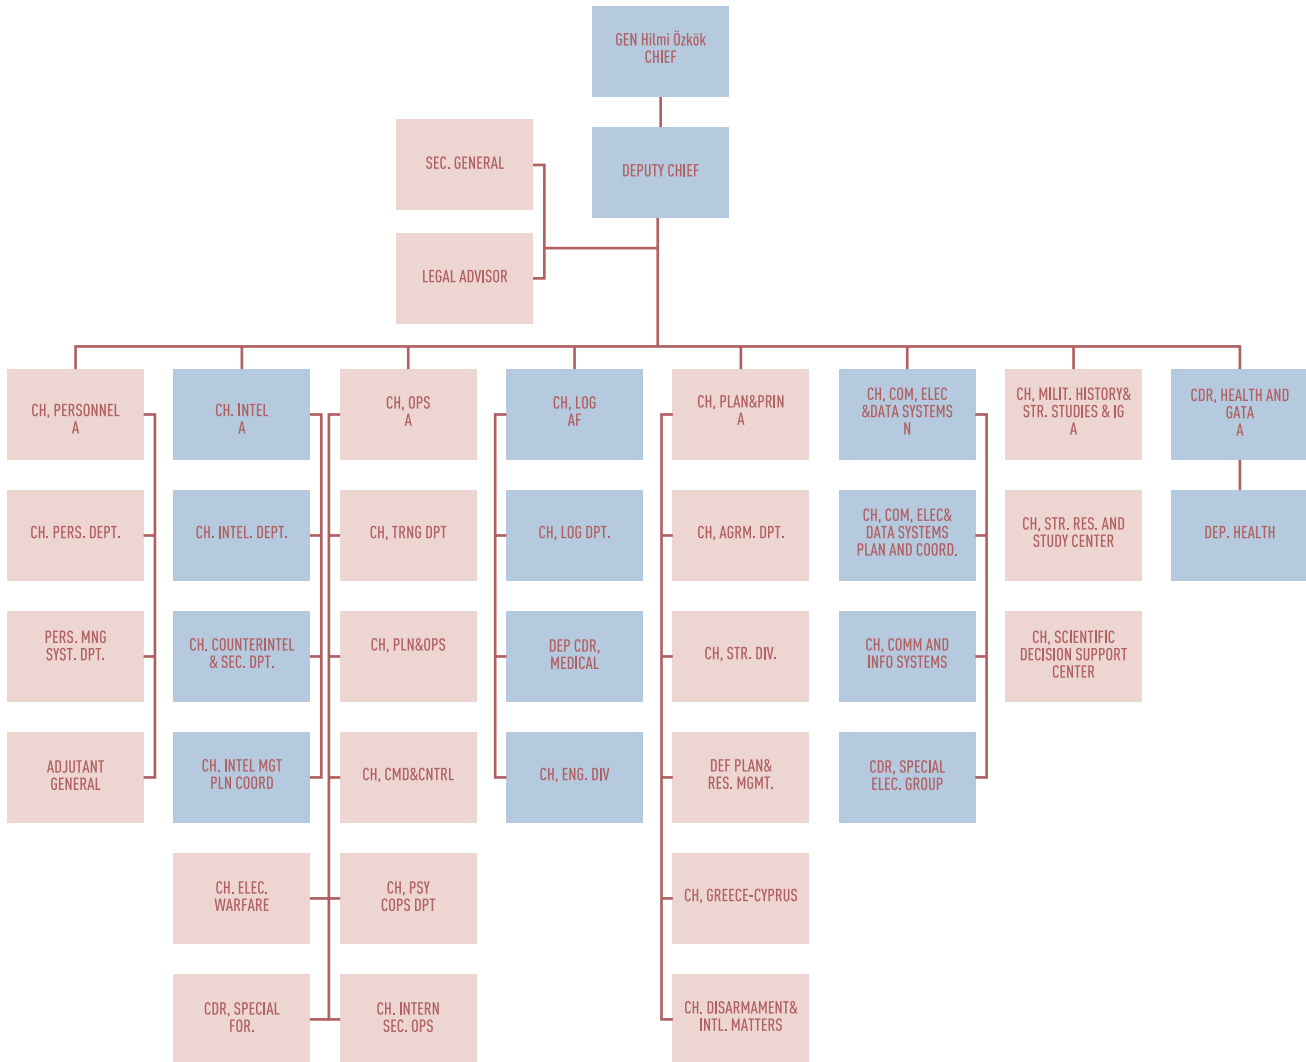 GEN Hilmi Özkök
CHIEF
DEPUTY CHIEF
SEC. GENERAL
LEGAL ADVISOR
CH, PERSONNEL
A
CH. INTEL
A
CH, OPS
A
CH, LOG
AF
CH, PLAN&PRIN
A
CH, COM, ELEC
&DATA SYSTEMS
N
CH, MILIT. HISTORY&
STR. STUDIES & IG
A
CDR, HEALTH AND
GATA
A
CH. PERS. DEPT.
CH. INTEL. DEPT.
CH, TRNG DPT
CH, LOG DPT.
CH, AGRM. DPT.
CH, COM, ELEC&
DATA SYSTEMS
PLAN AND COORD.
CH, STR. RES. AND
STUDY CENTER
DEP. HEALTH
PERS. MNG
SYST. DPT.
CH. COUNTERINTEL
& SEC. DPT.
CH, PLN&OPS
DEP CDR,
MEDICAL
CH, STR. DIV.
CH, COMM AND
INFO SYSTEMS
CH, SCIENTIFIC
DECISION SUPPORT
CENTER
ADJUTANT
GENERAL
CH. INTEL MGT
PLN COORD
CH, CMD&CNTRL
CH, ENG. DIV
DEF PLAN&
RES. MGMT.
CDR, SPECIAL
ELEC. GROUP
CH. ELEC.
WARFARE
CH, PSY
COPS DPT
CH, GREECE-CYPRUS
CDR, SPECIAL
FOR.
CH. INTERN
SEC. OPS
CH. DISARMAMENT&
INTL. MATTERS